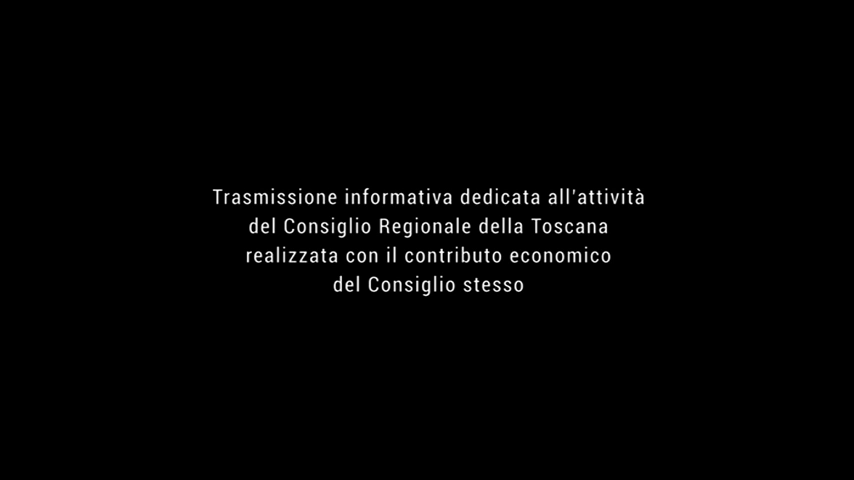 Trasmissione informativa dedicata all'attività
del Consiglio Regionale della Toscana
realizzata con il contributo economico
del Consiglio stesso